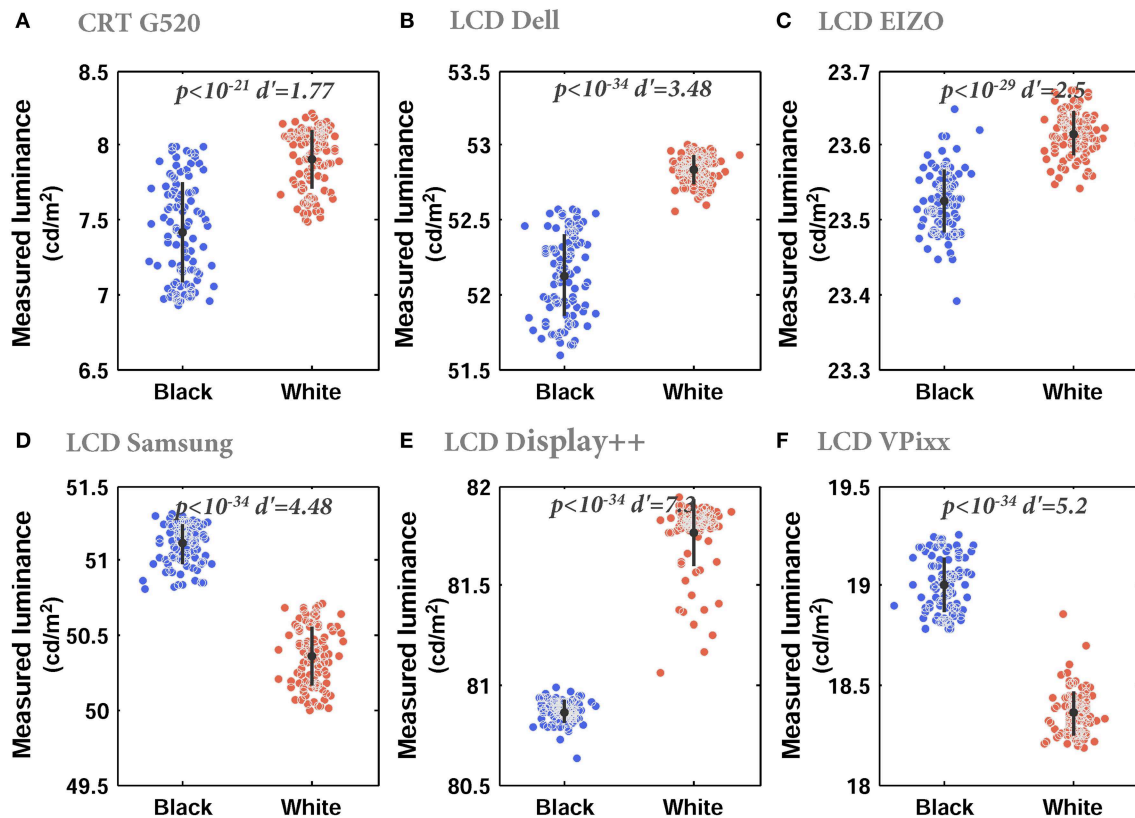 A CRT G520
p<10⁻²¹ d'=1.77
Measured luminance
(cd/m²)
8.5
8
7.5
7
6.5
Black White
B LCD Dell
p<10⁻³⁴ d'=3.48
Measured luminance
(cd/m²)
53.5
53
52.5
52
51.5
Black White
C LCD EIZO
p<10⁻²⁹ d'=2.5
Measured luminance
(cd/m²)
23.7
23.6
23.5
23.4
23.3
Black White
D LCD Samsung
p<10⁻³⁴ d'=4.48
Measured luminance
(cd/m²)
51.5
51
50.5
50
49.5
Black White
E LCD Display++
p<10⁻³⁴ d'=7.3
Measured luminance
(cd/m²)
82
81.5
81
80.5
Black White
F LCD VPixx
p<10⁻³⁴ d'=5.2
Measured luminance
(cd/m²)
19.5
19
18.5
18
Black White